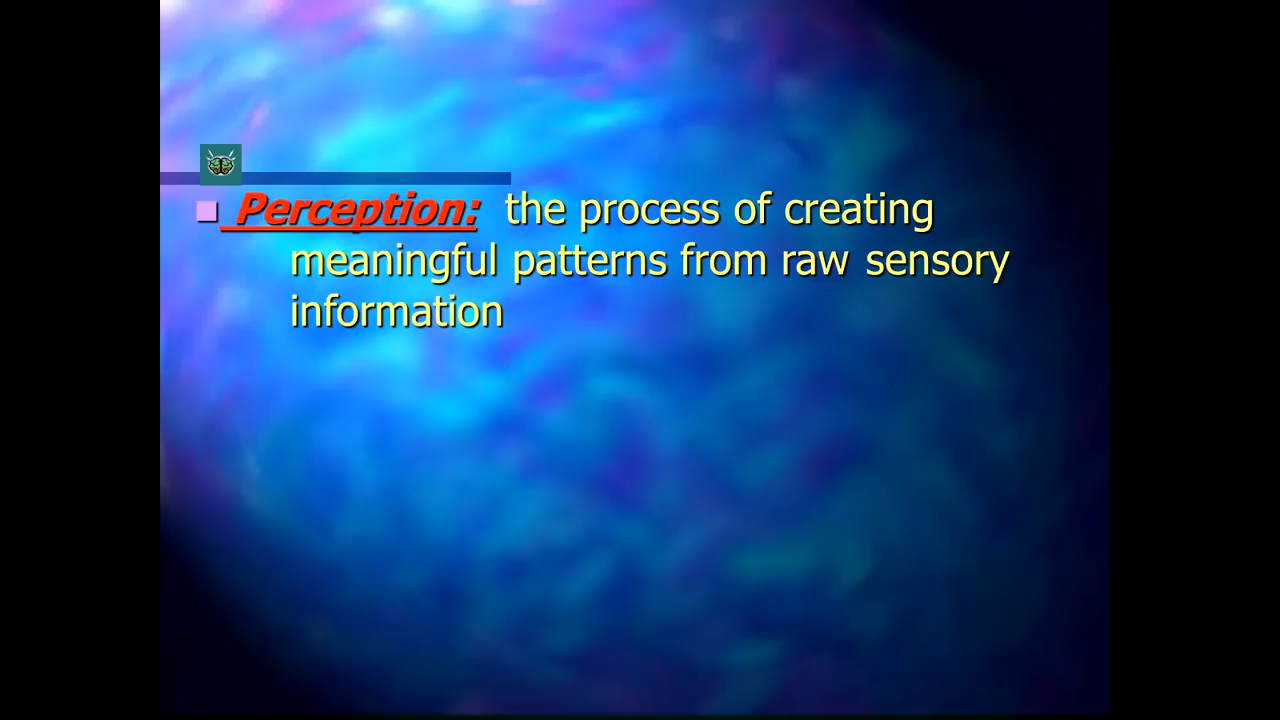 Perception: the process of creating
meaningful patterns from raw sensory
information